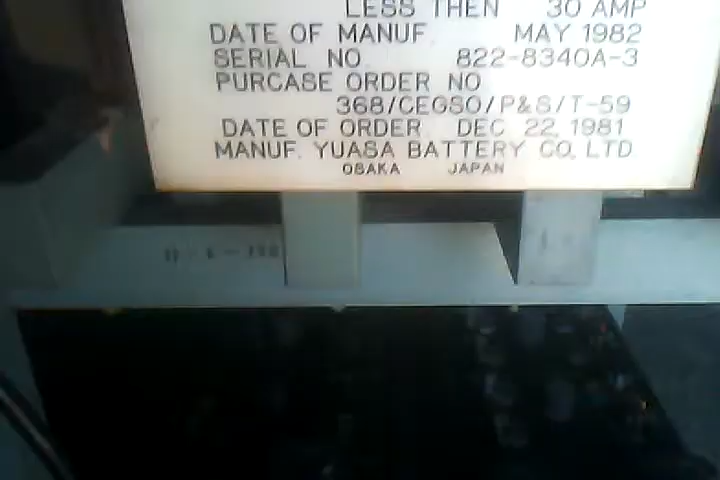 LESS THEN 30 AMP
DATE OF MANUF. MAY 1982
SERIAL NO. 822-8340A-3
PURCASE ORDER NO.
368/CEGSO/P&S/T-59
DATE OF ORDER DEC 22, 1981
MANUF. YUASA BATTERY CO. LTD
OSAKA JAPAN